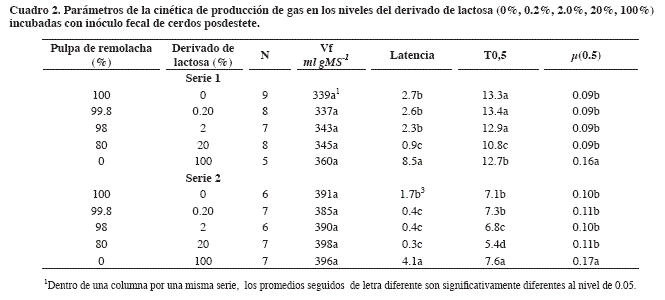 Cuadro 2. Parámetros de la cinética de producción de gas en los niveles del derivado de lactosa (0%, 0.2%, 2.0%, 20%, 100%)
incubadas con inóculo fecal de cerdos posdestete.
Pulpa de remolacha (%) Derivado de lactosa (%) N Vf ml gMS-1 Latencia T0,5 μ(0.5)
Serie 1
100 0 9 339a1 2.7b 13.3a 0.09b
99.8 0.20 8 337a 2.6b 13.4a 0.09b
98 2 7 343a 2.3b 12.9a 0.09b
80 20 8 345a 0.9c 10.8c 0.09b
0 100 5 360a 8.5a 12.7b 0.16a
Serie 2
100 0 6 391a 1.7b3 7.1b 0.10b
99.8 0.20 7 385a 0.4c 7.3b 0.11b
98 2 6 390a 0.4c 6.8c 0.10b
80 20 7 398a 0.3c 5.4d 0.11b
0 100 7 396a 4.1a 7.6a 0.17a
1Dentro de una columna por una misma serie, los promedios seguidos de letra diferente son significativamente diferentes al nivel de 0.05.